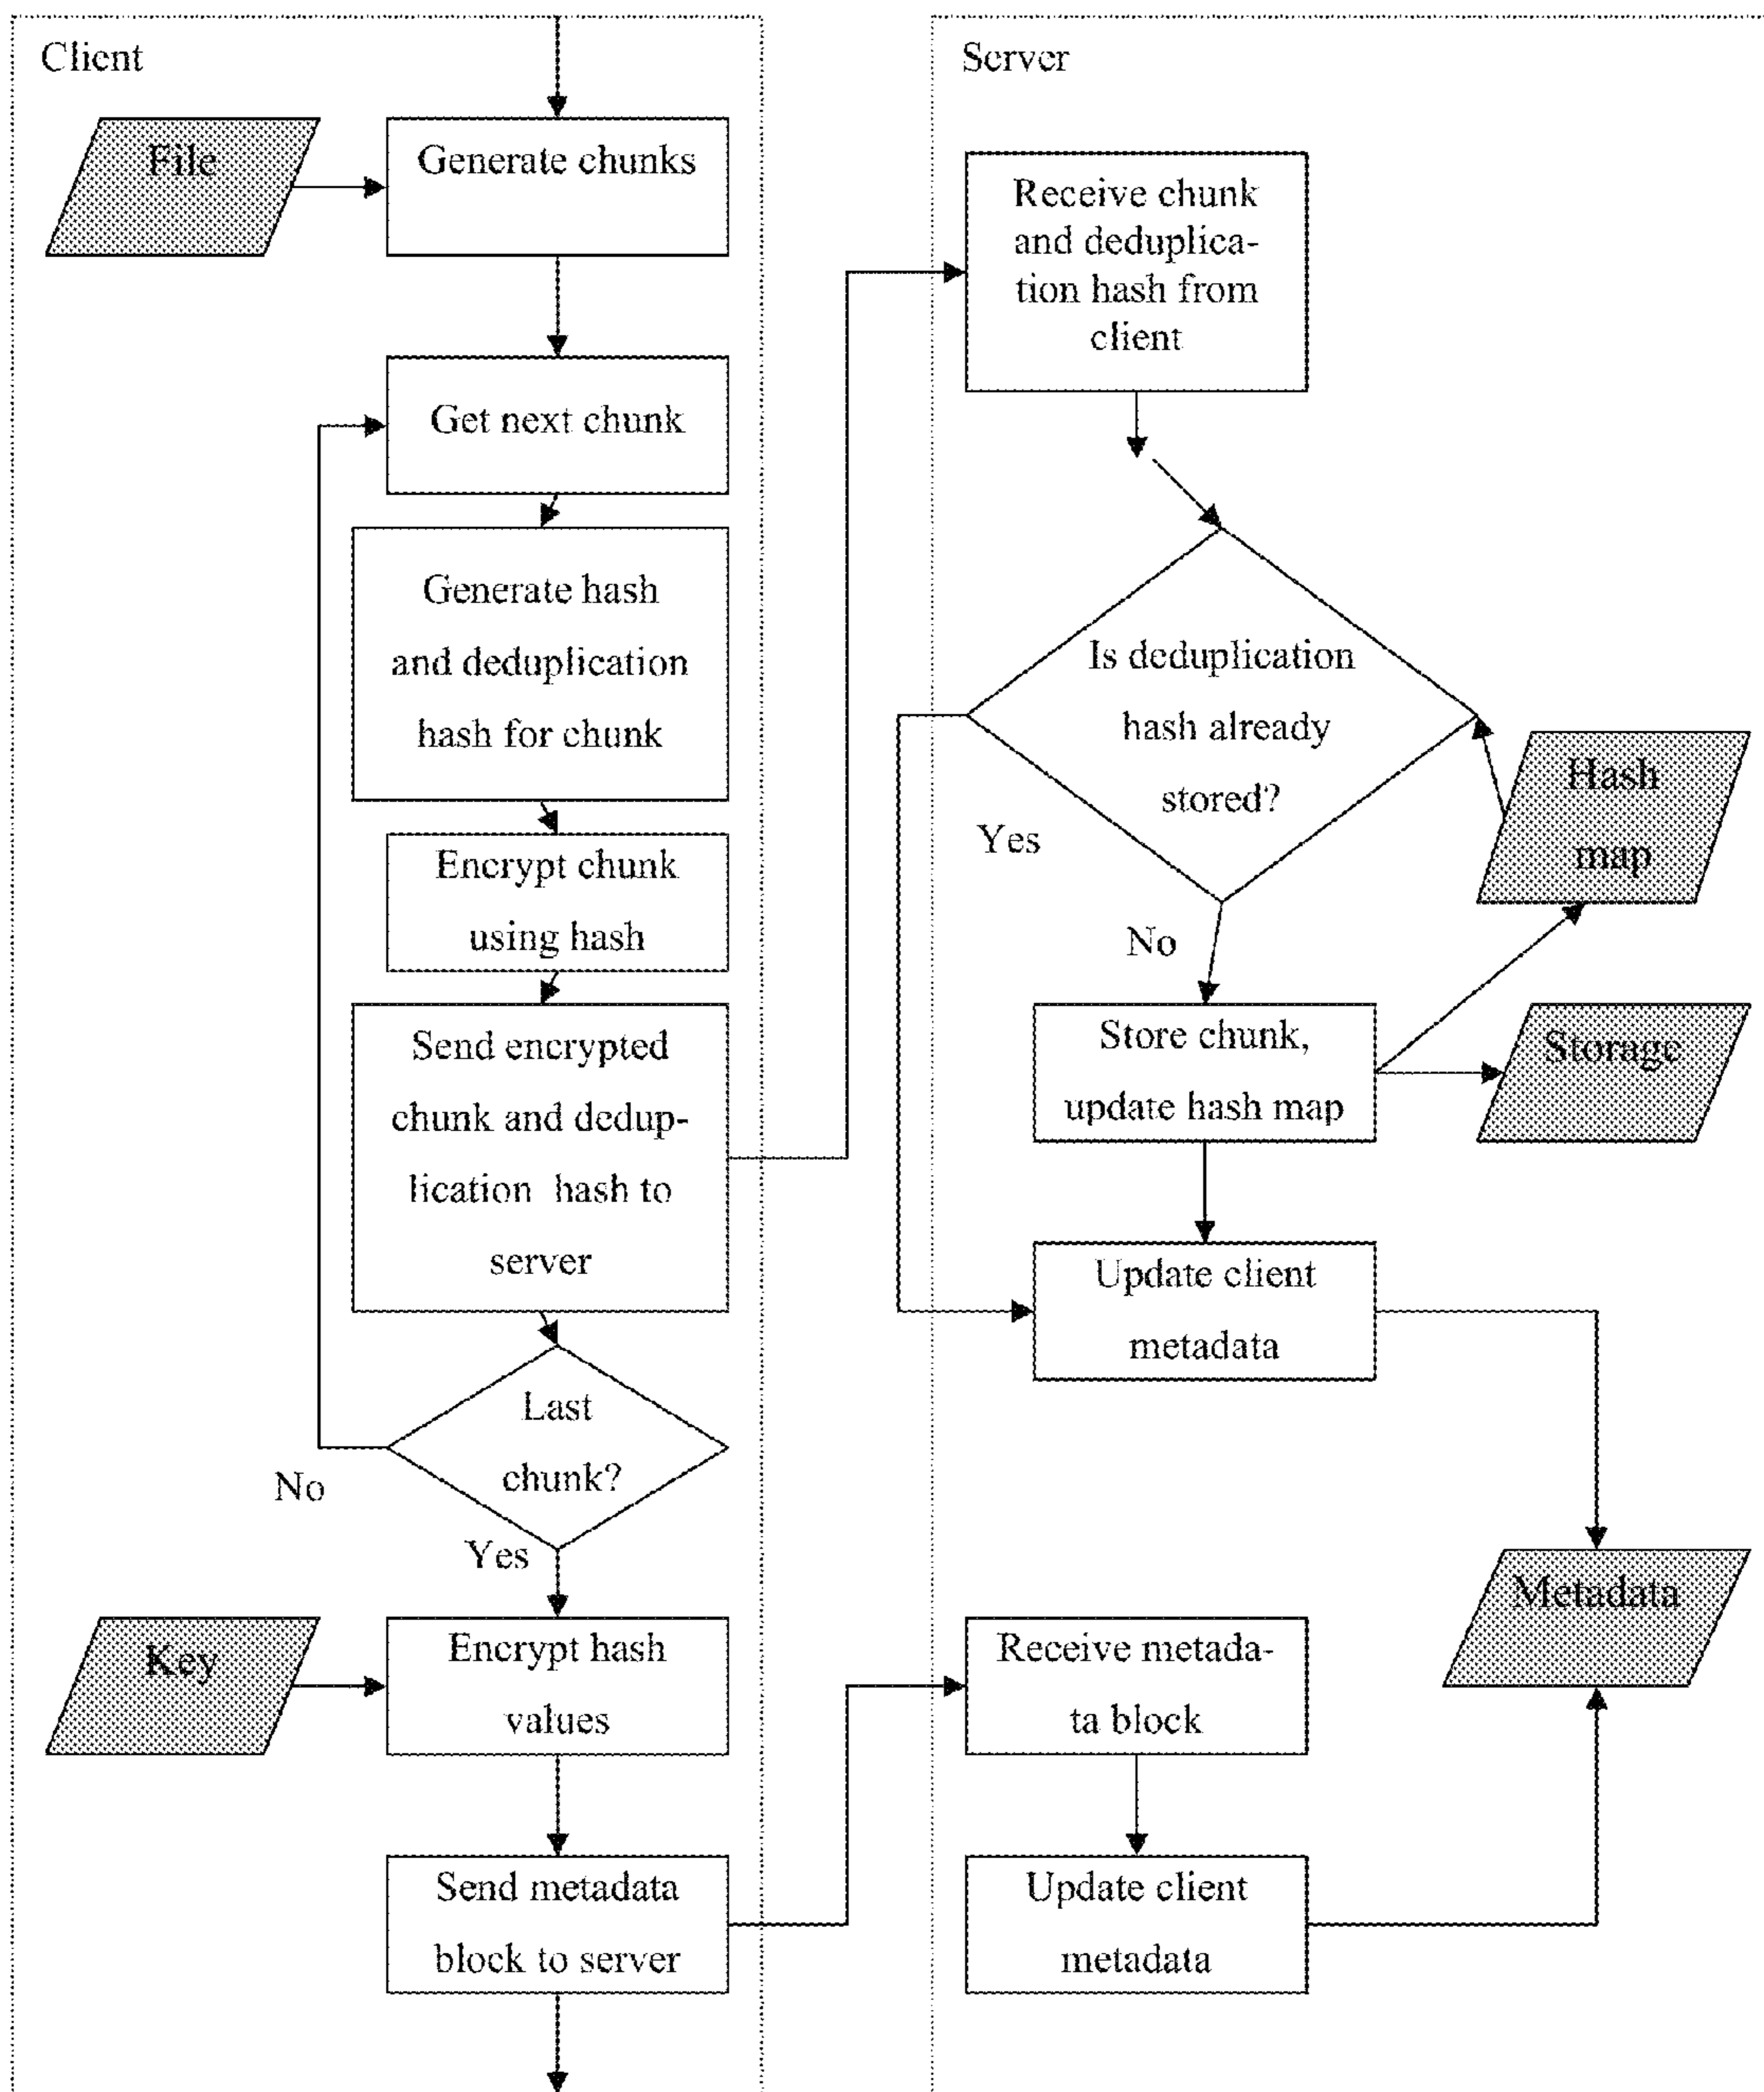 Client
File
Generate chunks
Get next chunk
Generate hash
and deduplication
hash for chunk
Encrypt chunk
using hash
Send encrypted
chunk and dedup-
lication hash to
server
Last
chunk?
No
Yes
Key
Encrypt hash
values
Send metadata
block to server
Server
Receive chunk
and deduplica-
tion hash from
client
Is deduplication
hash already
stored?
Yes
No
Hash
map
Store chunk,
update hash map
Storage
Update client
metadata
Metadata
Receive metada-
ta block
Update client
metadata